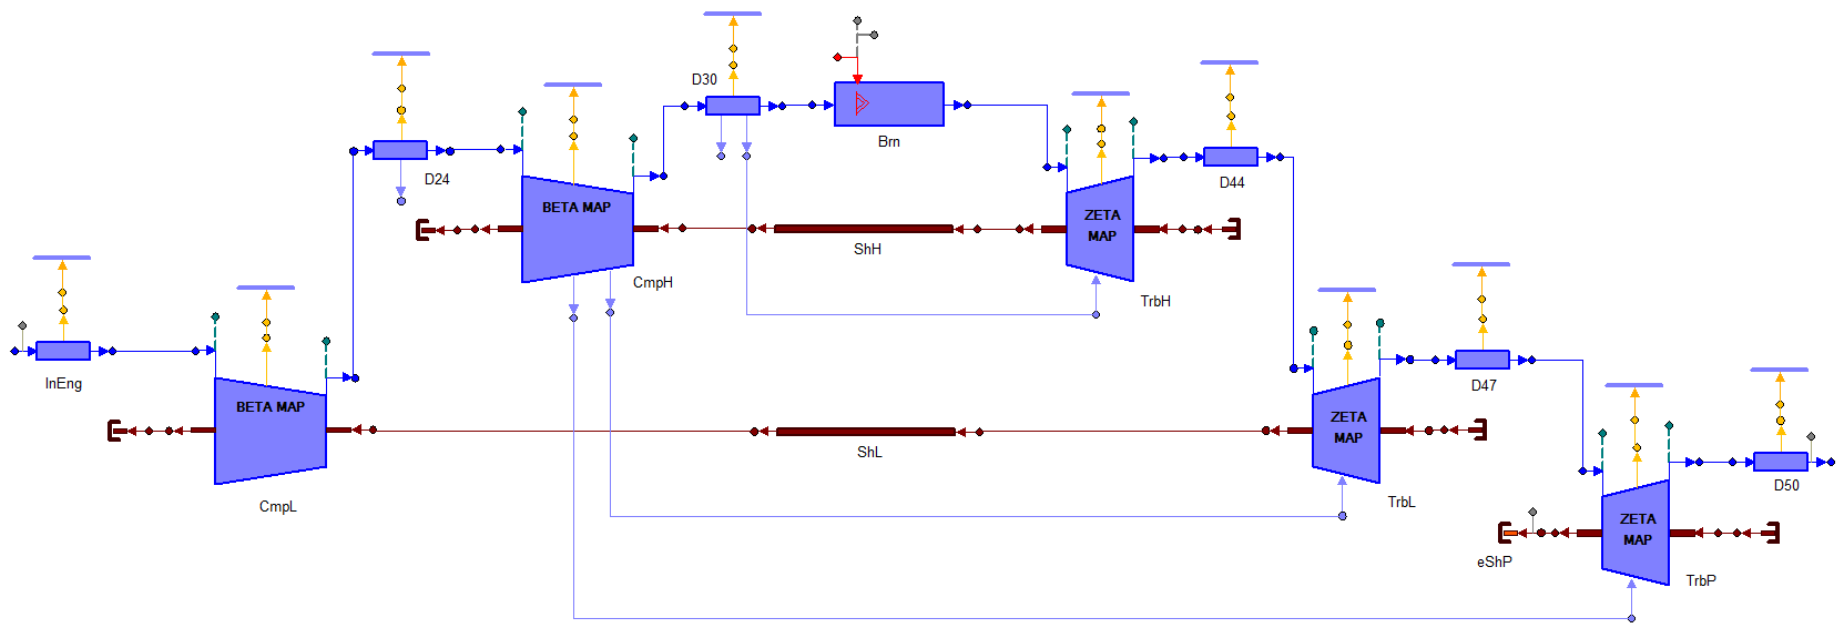 D30
Brn
D24
D44
BETA MAP
ZETA
MAP
ShH
CmpH
TrbH
InEng
BETA MAP
ZETA
MAP
D47
ShL
CmpL
TrbL
D50
ZETA
MAP
eShP
TrbP